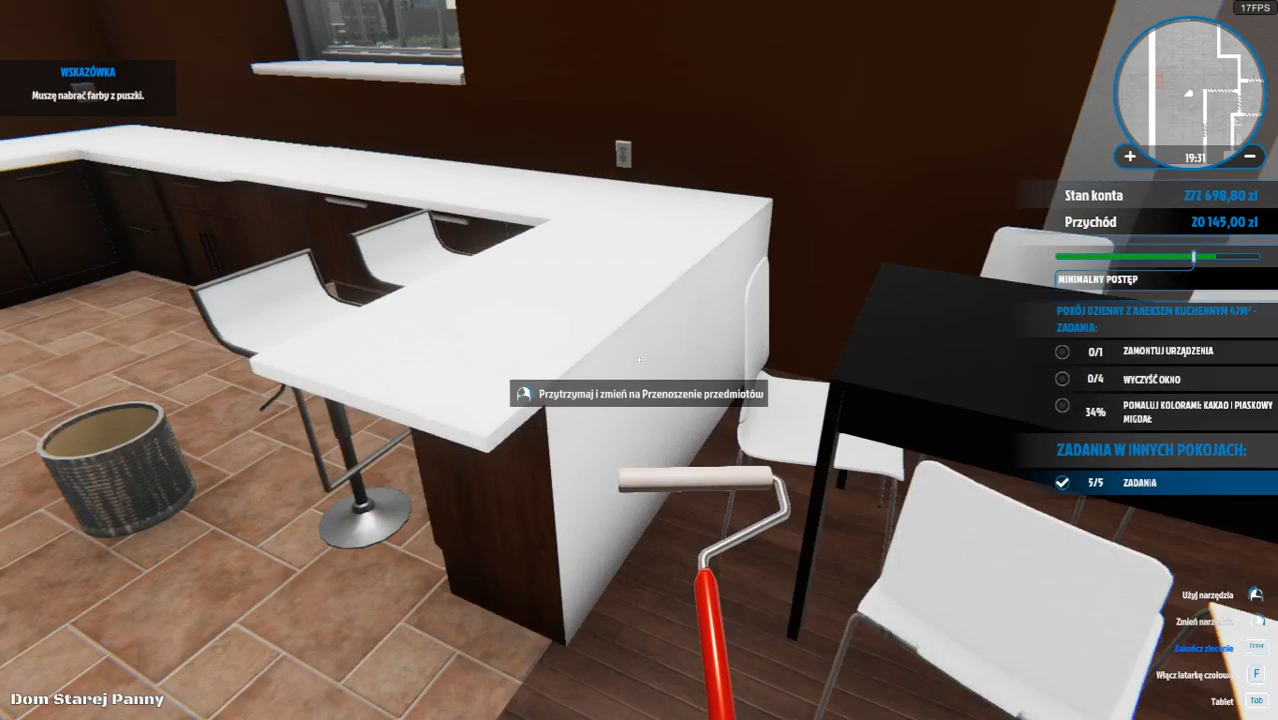 17FPS
WSKAZÓWKA
Muszę nabrać farby z puszki.
19:31
Stan konta 272 698,80 zł
Przychód 20 145,00 zł
MINIMALNY POSTĘP
POKÓJ DZIENNY Z ANEKSEM KUCHENNYM 47M² -
ZADANIA:
0/1 ZAMONTUJ URZĄDZENIA
0/4 WYCZYŚĆ OKNO
34% POMALUJ KOLORAMI: KAKAO I PIASKOWY
MIGDAŁ
Przytrzymaj i zmień na Przenoszenie przedmiotów
ZADANIA W INNYCH POKOJACH:
5/5 ZADANIA
Użyj narzędzia
Zmień narzędzie
Zakończ zlecenie Enter
Włącz latarkę czołową F
Tablet Tab
Dom Starej Panny